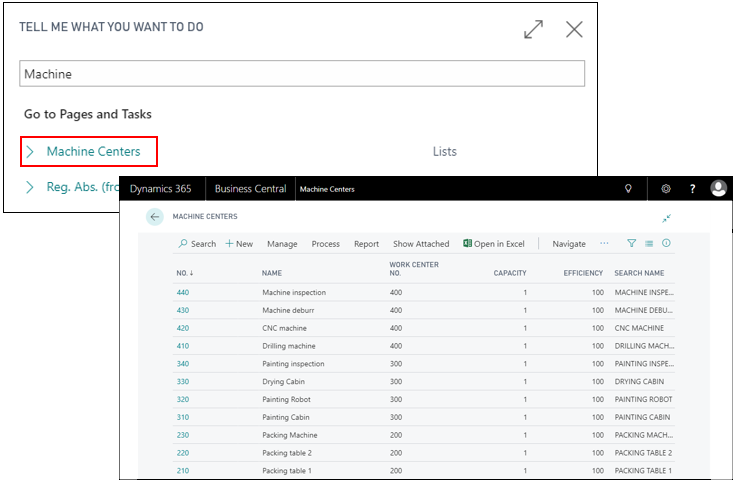 TELL ME WHAT YOU WANT TO DO
Machine
Go to Pages and Tasks
Machine Centers Lists
Reg. Abs. (fro
Dynamics 365 Business Central Machine Centers ?
MACHINE CENTERS
Search + New Manage Process Report Show Attached Open in Excel Navigate ...
WORK CENTER
NO. ↓ NAME NO. CAPACITY EFFICIENCY SEARCH NAME
440 Machine inspection 400 1 100 MACHINE INSPE...
430 Machine deburr 400 1 100 MACHINE DEBU...
420 CNC machine 400 1 100 CNC MACHINE
410 Drilling machine 400 1 100 DRILLING MACH...
340 Painting inspection 300 1 100 PAINTING INSPE...
330 Drying Cabin 300 1 100 DRYING CABIN
320 Painting Robot 300 1 100 PAINTING ROBOT
310 Painting Cabin 300 1 100 PAINTING CABIN
230 Packing Machine 200 1 100 PACKING MACH...
220 Packing table 2 200 1 100 PACKING TABLE 2
210 Packing table 1 200 1 100 PACKING TABLE 1